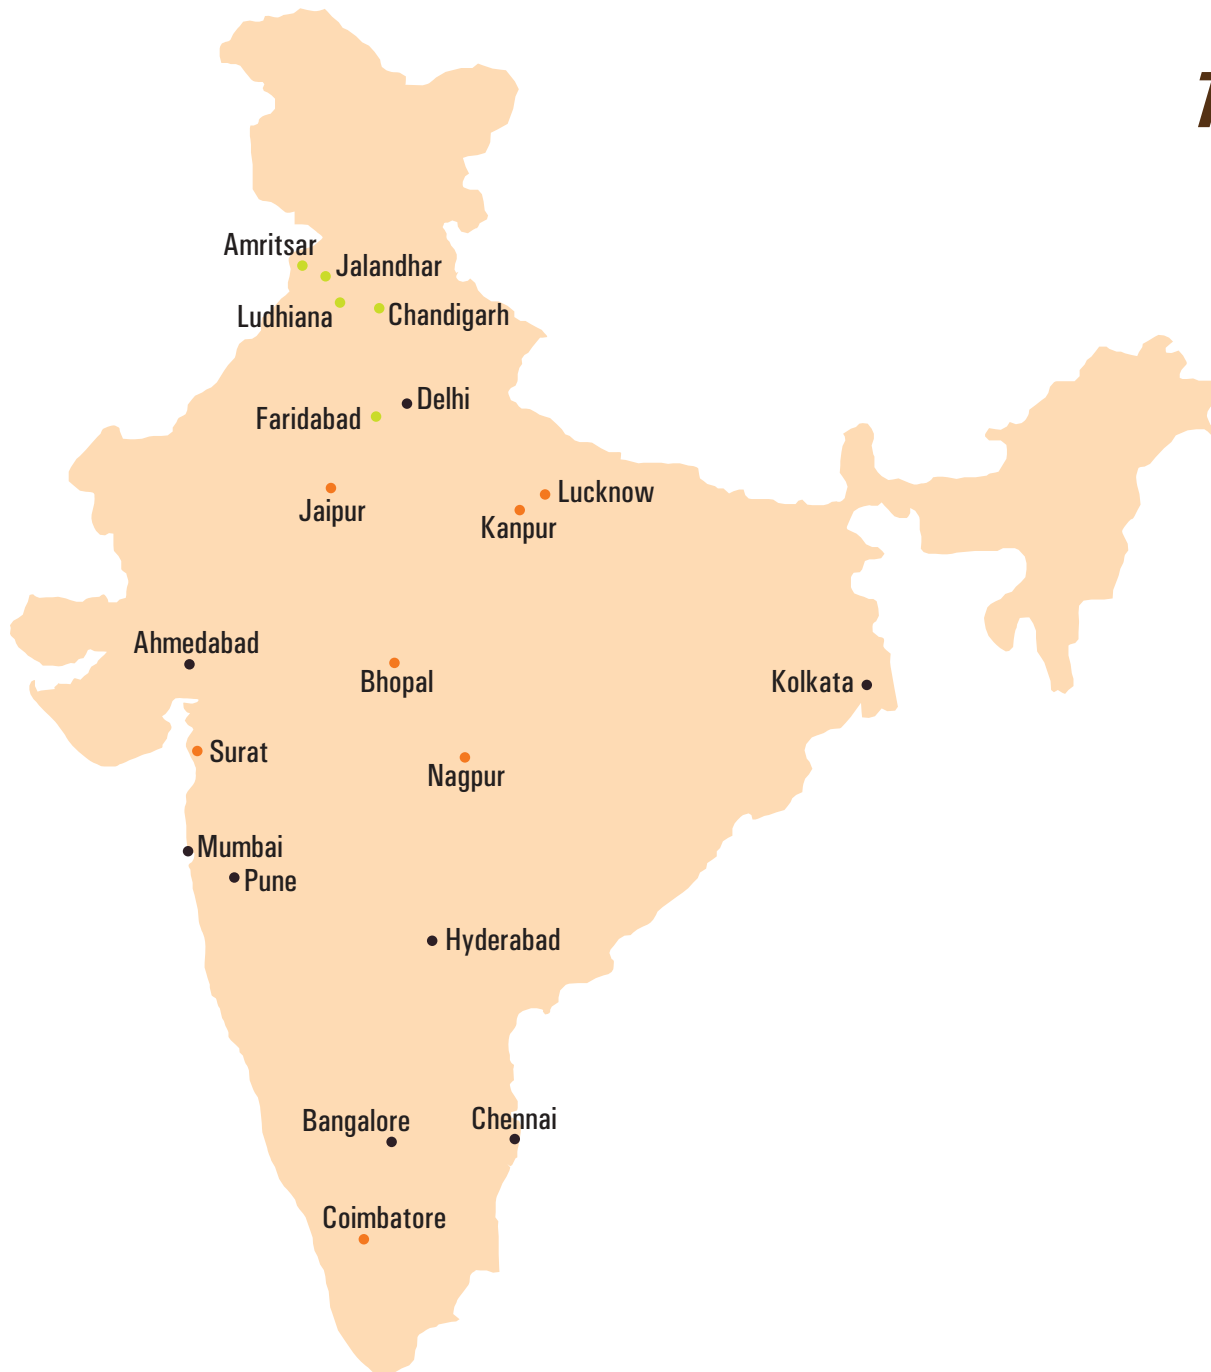 Amritsar
Jalandhar
Ludhiana
Chandigarh
Delhi
Faridabad
Lucknow
Jaipur
Kanpur
Ahmedabad
Bhopal
Kolkata
Surat
Nagpur
Mumbai
Pune
Hyderabad
Bangalore
Chennai
Coimbatore